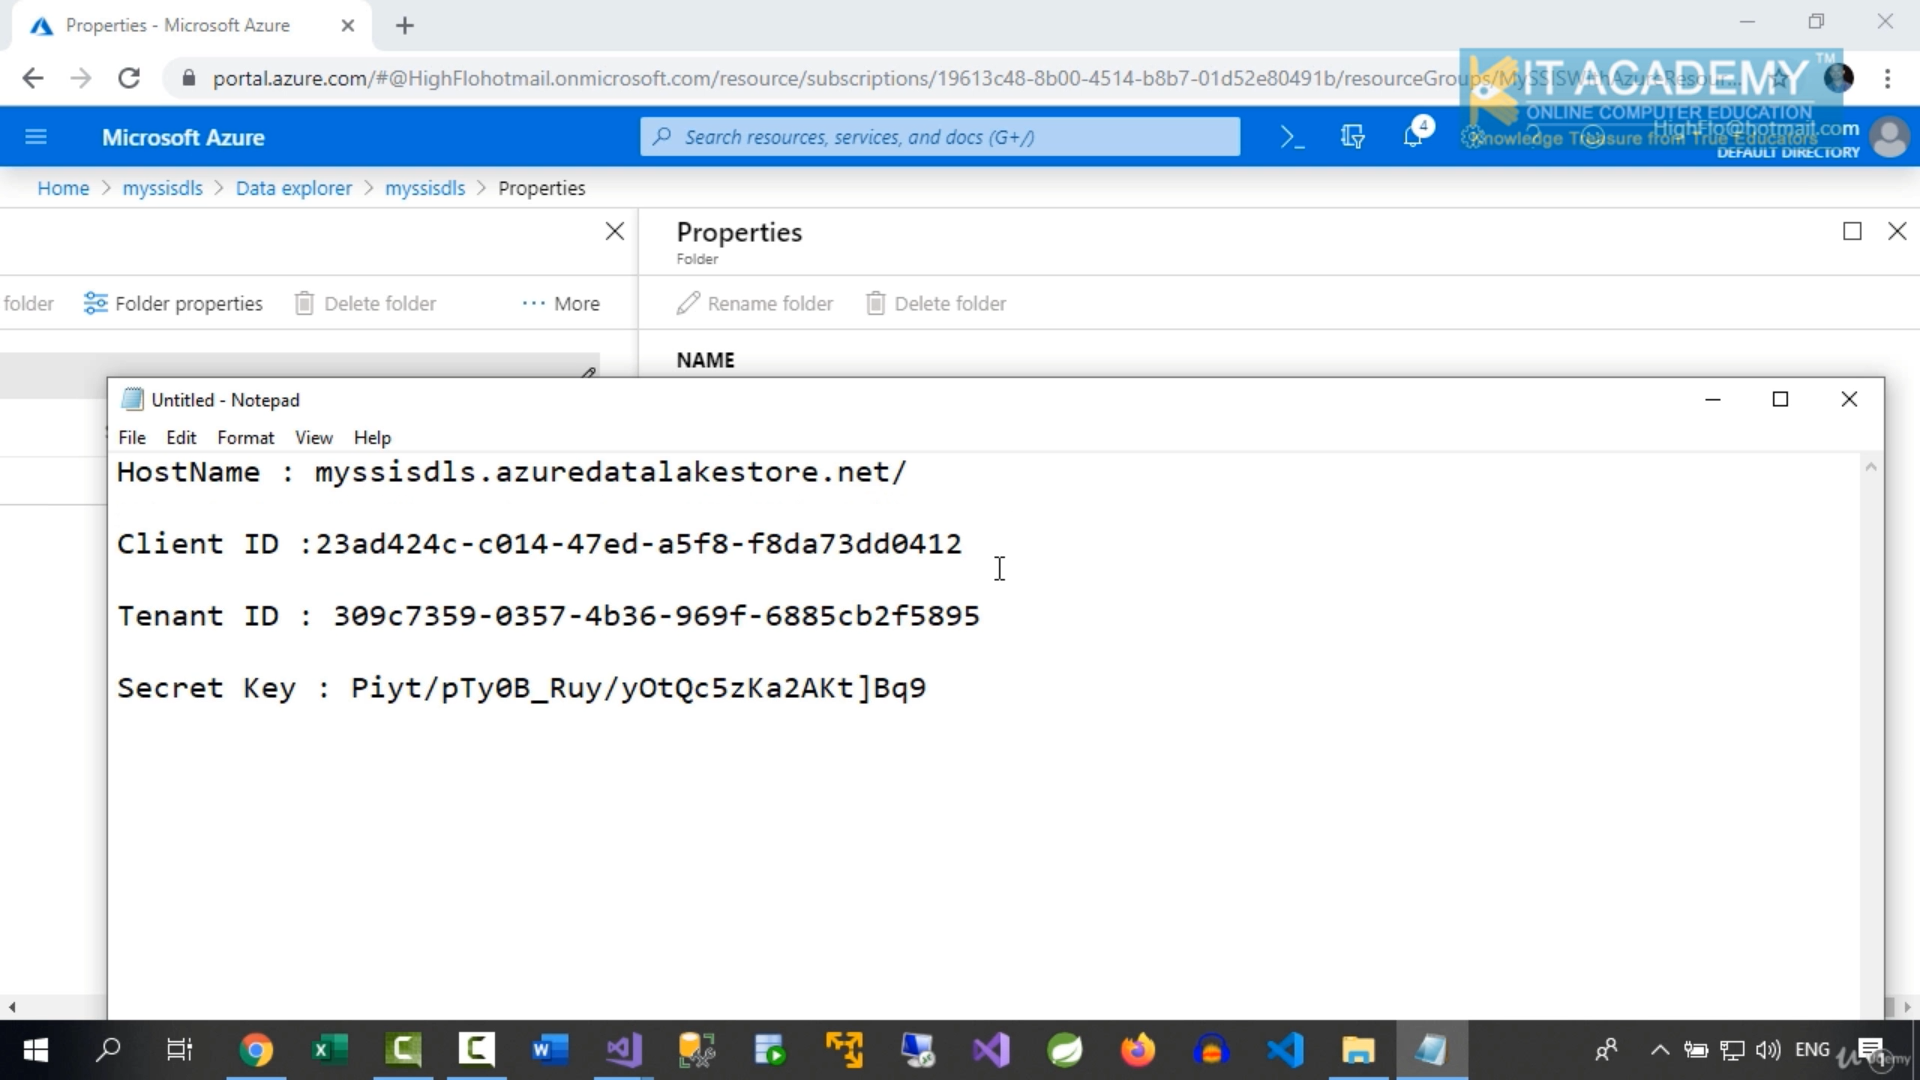 Properties - Microsoft Azure
portal.azure.com/#@HighFlohotmail.onmicrosoft.com/resource/subscriptions/19613c48-8b00-4514-b8b7-01d52e80491b/resourceGroups/MySSISWithAzureResour...
IT ACADEMY™
ONLINE COMPUTER EDUCATION
Knowledge Treasure from True Educators
Microsoft Azure
Search resources, services, and docs (G+/)
4
HighFlo@hotmail.com
DEFAULT DIRECTORY
Home > myssisdls > Data explorer > myssisdls > Properties
Properties
Folder
folder
Folder properties
Delete folder
··· More
Rename folder
Delete folder
NAME
Untitled - Notepad
File Edit Format View Help
HostName : myssisdls.azuredatalakestore.net/
Client ID :23ad424c-c014-47ed-a5f8-f8da73dd0412
Tenant ID : 309c7359-0357-4b36-969f-6885cb2f5895
Secret Key : Piyt/pTy0B_Ruy/yOtQc5zKa2AKt]Bq9
ENG
udemy